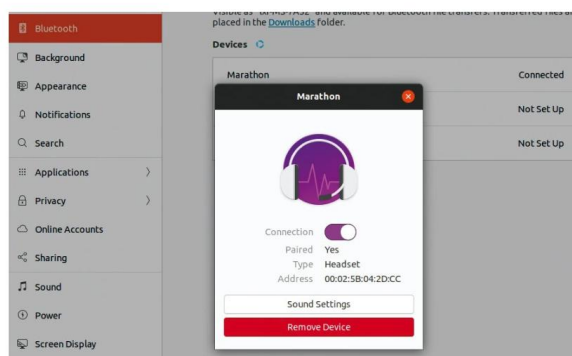 Bluetooth
Background
Appearance
Notifications
Search
Applications
Privacy
Online Accounts
Sharing
Sound
Power
Screen Display
placed in the Downloads folder.
Devices
Marathon Connected
Not Set Up
Not Set Up
Marathon
Connection
Paired Yes
Type Headset
Address 00:02:5B:04:2D:CC
Sound Settings
Remove Device